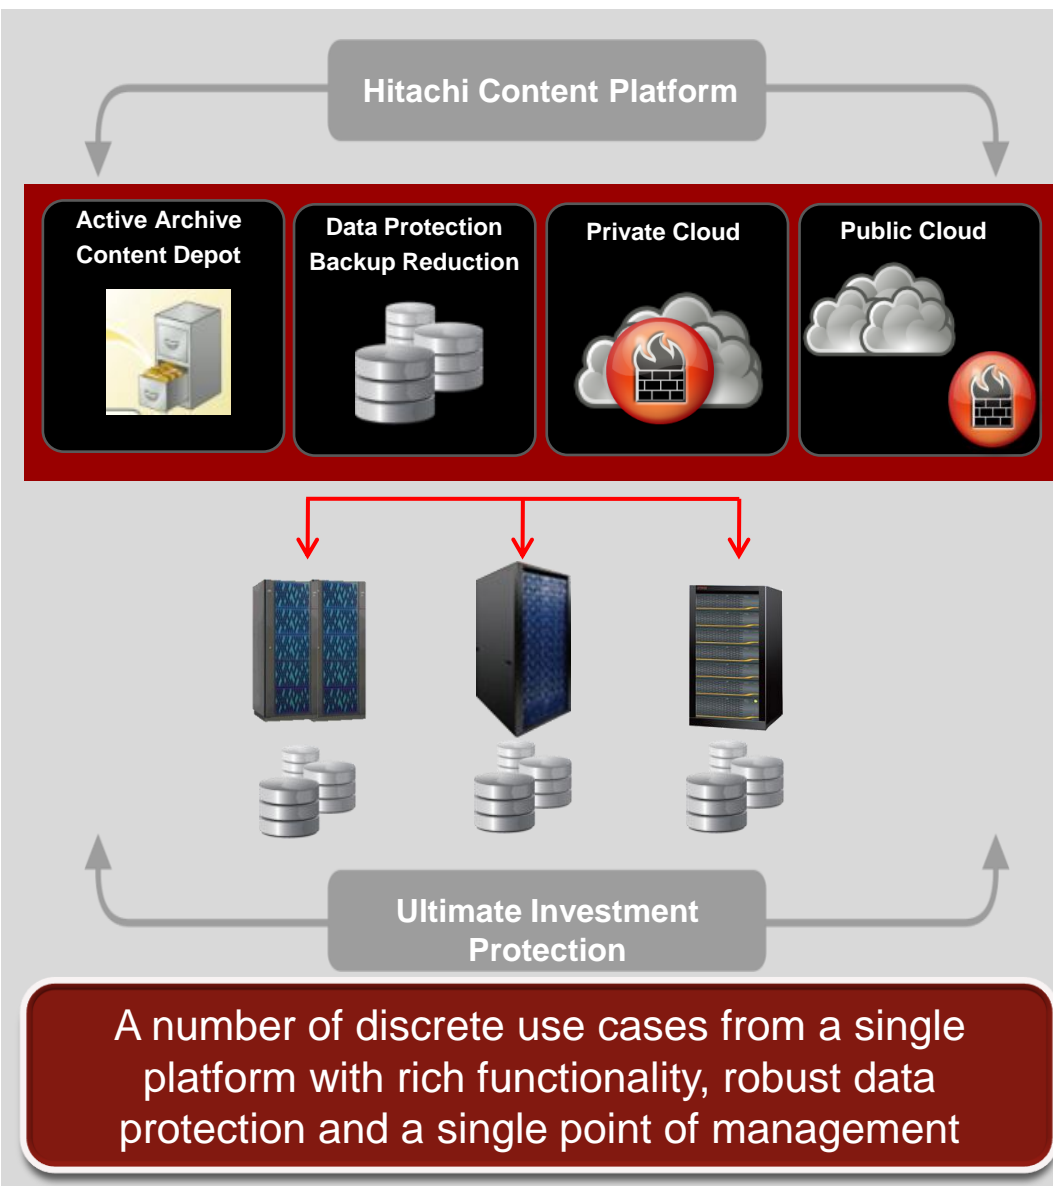 Hitachi Content Platform
Active Archive
Content Depot
Data Protection
Backup Reduction
Private Cloud
Public Cloud
Ultimate Investment
Protection
A number of discrete use cases from a single
platform with rich functionality, robust data
protection and a single point of management